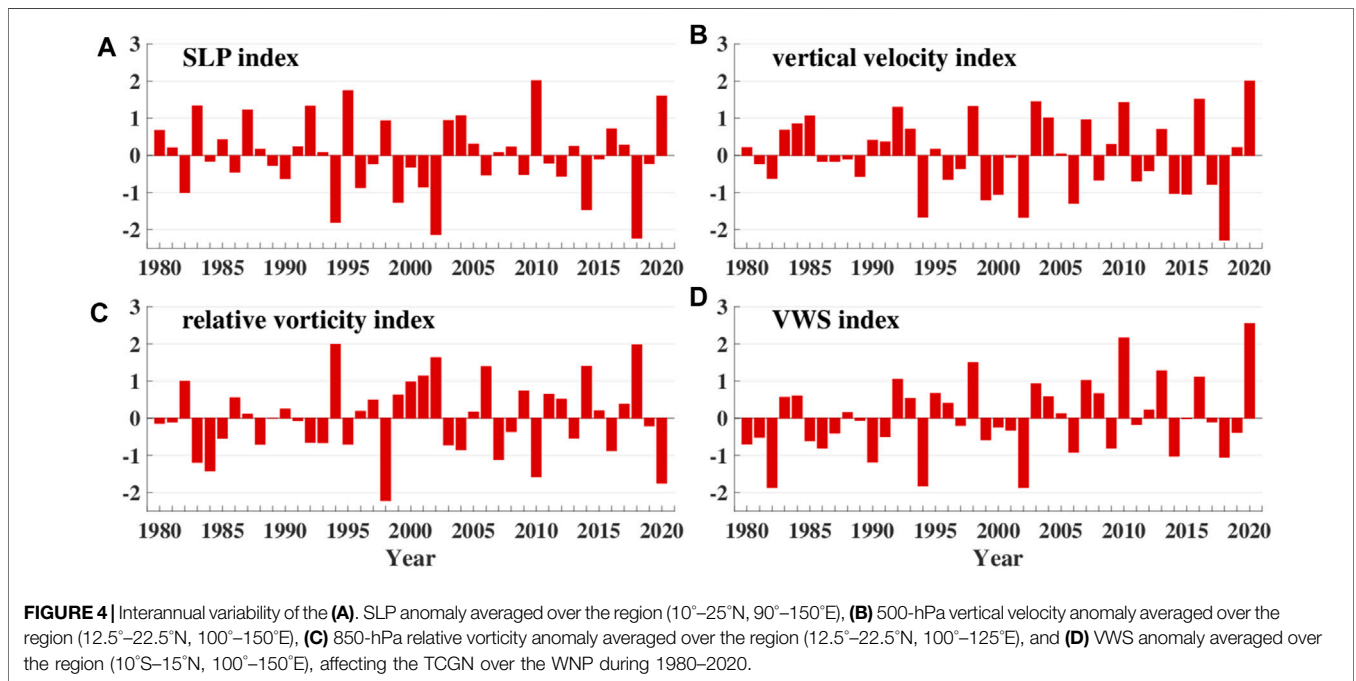 A
SLP index
3
2
1
0
-1
-2
1980 1985 1990 1995 2000 2005 2010 2015 2020
B
vertical velocity index
3
2
1
0
-1
-2
1980 1985 1990 1995 2000 2005 2010 2015 2020
C
relative vorticity index
3
2
1
0
-1
-2
1980 1985 1990 1995 2000 2005 2010 2015 2020
Year
D
VWS index
3
2
1
0
-1
-2
1980 1985 1990 1995 2000 2005 2010 2015 2020
Year
FIGURE 4 | Interannual variability of the (A). SLP anomaly averaged over the region (10°–25°N, 90°–150°E), (B) 500-hPa vertical velocity anomaly averaged over the
region (12.5°–22.5°N, 100°–150°E), (C) 850-hPa relative vorticity anomaly averaged over the region (12.5°–22.5°N, 100°–125°E), and (D) VWS anomaly averaged over
the region (10°S–15°N, 100°–150°E), affecting the TCGN over the WNP during 1980–2020.